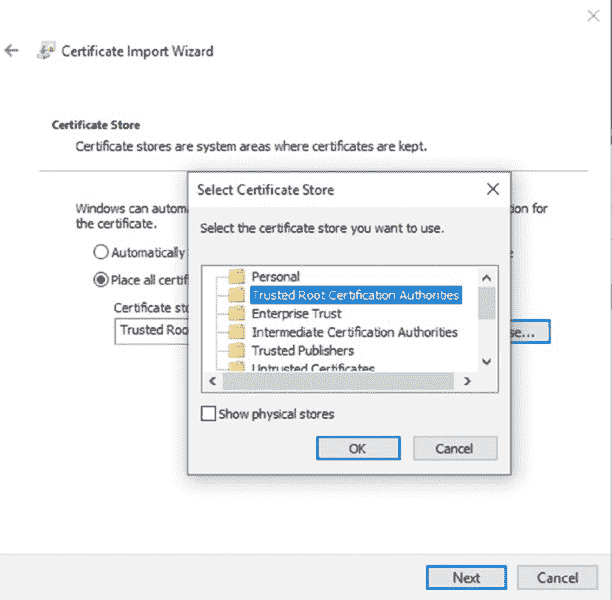 Certificate Import Wizard
Certificate Store
Certificate stores are system areas where certificates are kept.
Select Certificate Store
Windows can autom
ion for
the certificate.
Select the certificate store you want to use.
Automatically
Place all certif
Personal
Trusted Root Certification Authorities
Enterprise Trust
Intermediate Certification Authorities
Trusted Publishers
Untrusted Certificates
Certificate sto
Trusted Roo
se...
Show physical stores
OK
Cancel
Next
Cancel